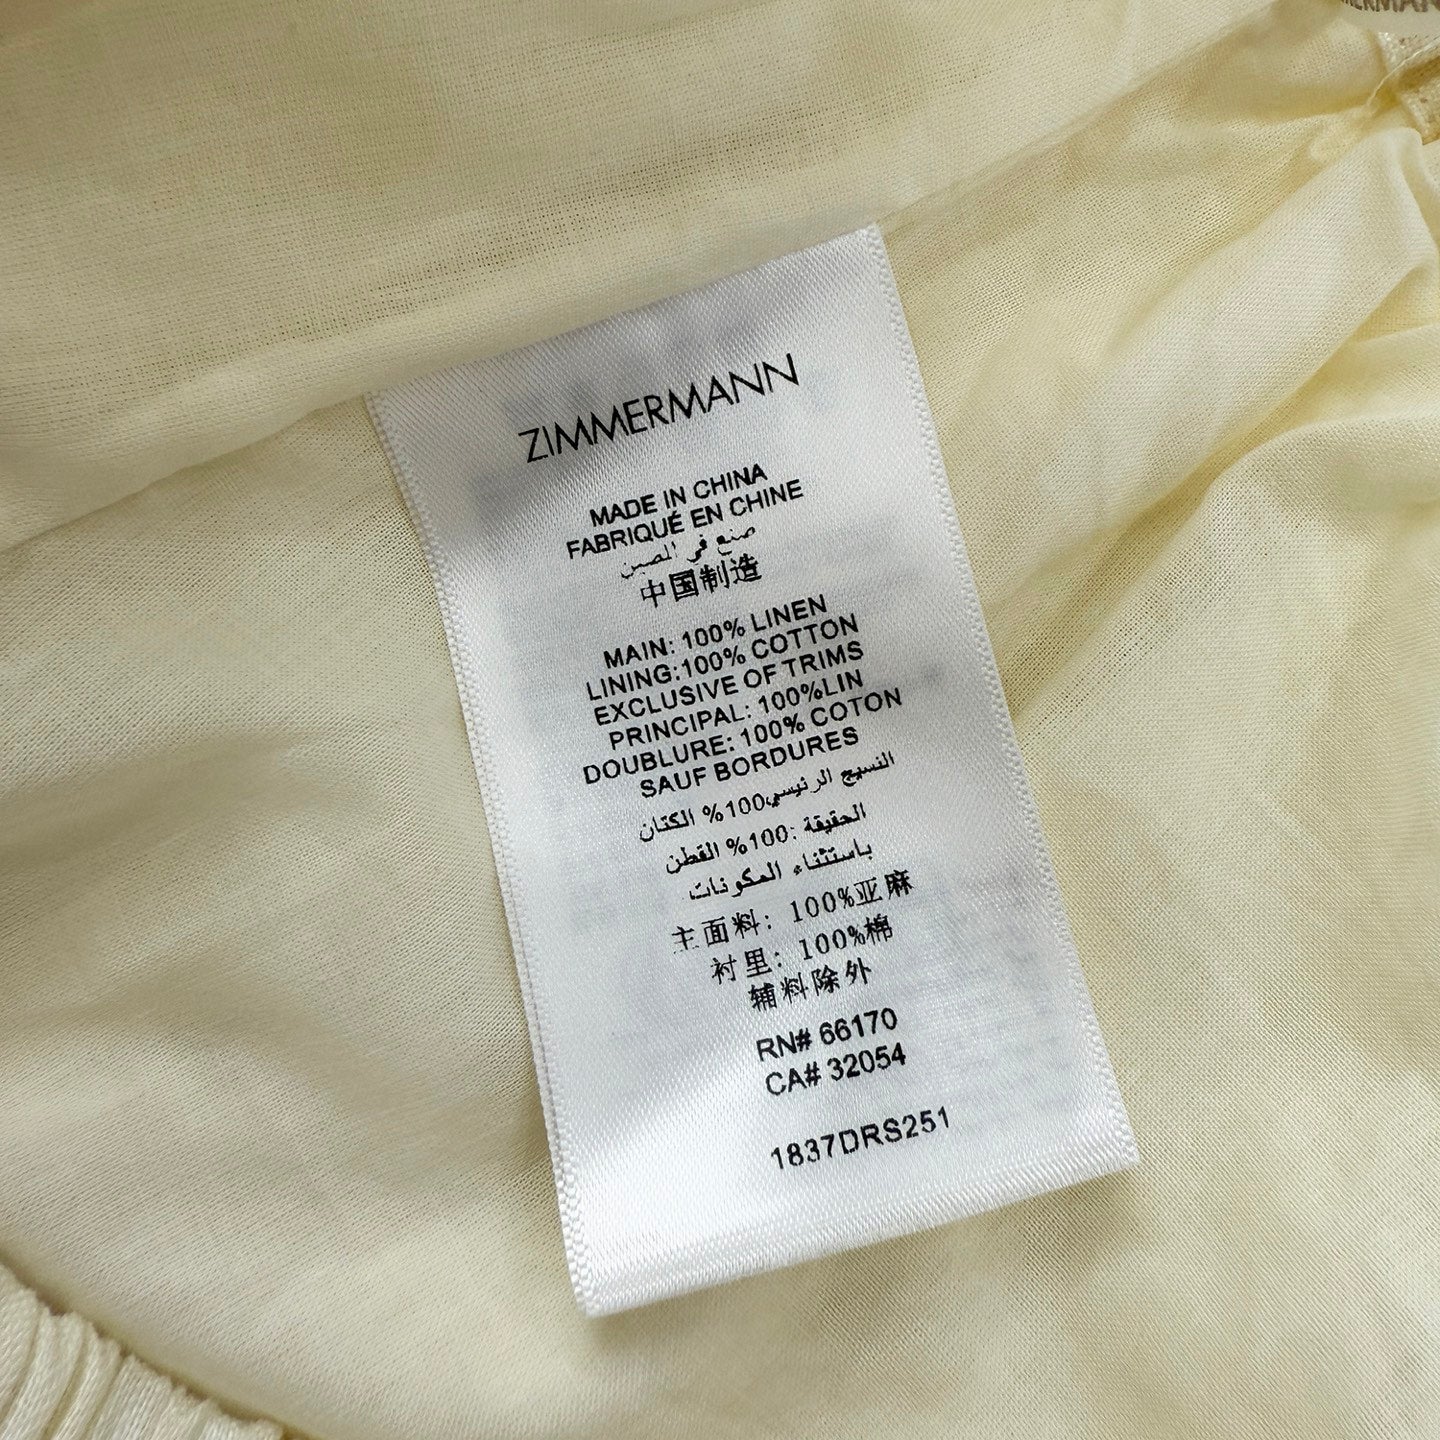 ZIMMERMANN
MADE IN CHINA
FABRIQUÉ EN CHINE
صنع في الصين
中国制造
MAIN: 100% LINEN
LINING:100% COTTON
EXCLUSIVE OF TRIMS
PRINCIPAL: 100%LIN
DOUBLURE: 100% COTON
SAUF BORDURES
النسيج الرئيسي100% الكتان
الحقيقة :100% القطن
باستثناء المكونات
主面料: 100%亚麻
衬里: 100%棉
辅料除外
RN# 66170
CA# 32054
1837DRS251